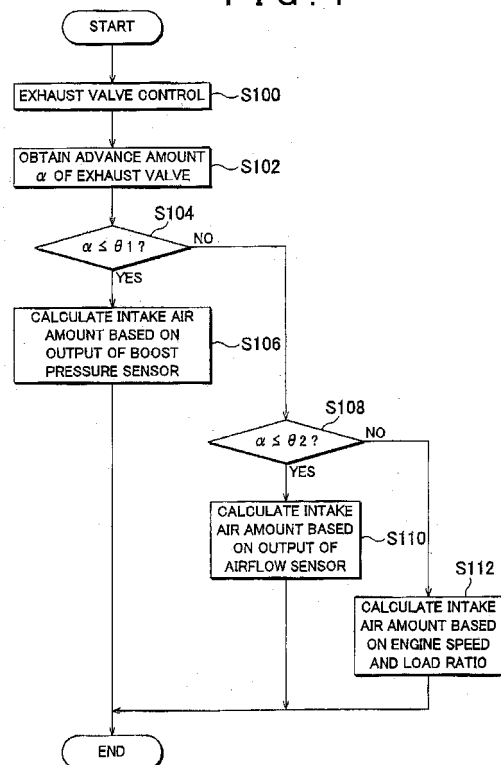 START
EXHAUST VALVE CONTROL
S100
OBTAIN ADVANCE AMOUNT
α OF EXHAUST VALVE
S102
S104
α ≤ θ1?
NO
YES
CALCULATE INTAKE AIR
AMOUNT BASED ON
OUTPUT OF BOOST
PRESSURE SENSOR
S106
S108
α ≤ θ2?
NO
YES
CALCULATE INTAKE
AIR AMOUNT BASED
ON OUTPUT OF
AIRFLOW SENSOR
S110
S112
CALCULATE INTAKE
AIR AMOUNT BASED
ON ENGINE SPEED
AND LOAD RATIO
END